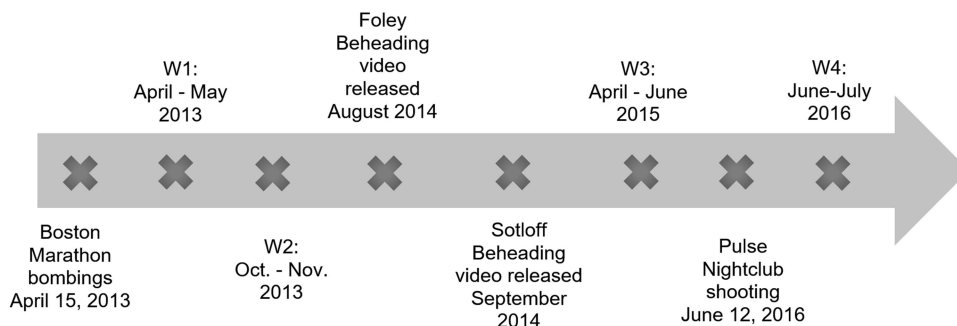 Boston
Marathon
bombings
April 15, 2013
W1:
April - May
2013
W2:
Oct. - Nov.
2013
Foley
Beheading
video
released
August 2014
Sotloff
Beheading
video released
September
2014
W3:
April - June
2015
Pulse
Nightclub
shooting
June 12, 2016
W4:
June-July
2016